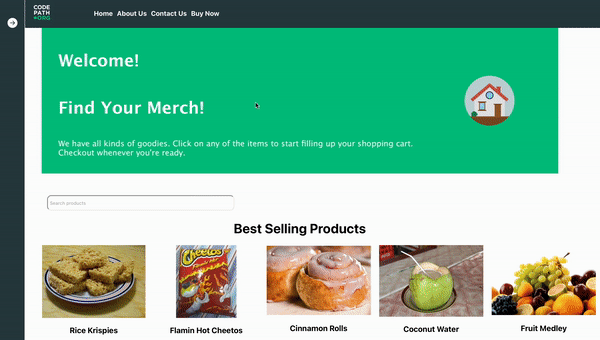 CODE
PATH
*ORG
Home About Us Contact Us Buy Now
Welcome!
Find Your Merch!
We have all kinds of goodies. Click on any of the items to start filling up your shopping cart.
Checkout whenever you're ready.
Search products
Best Selling Products
Cheetos
Rice Krispies
Flamin Hot Cheetos
Cinnamon Rolls
Coconut Water
Fruit Medley